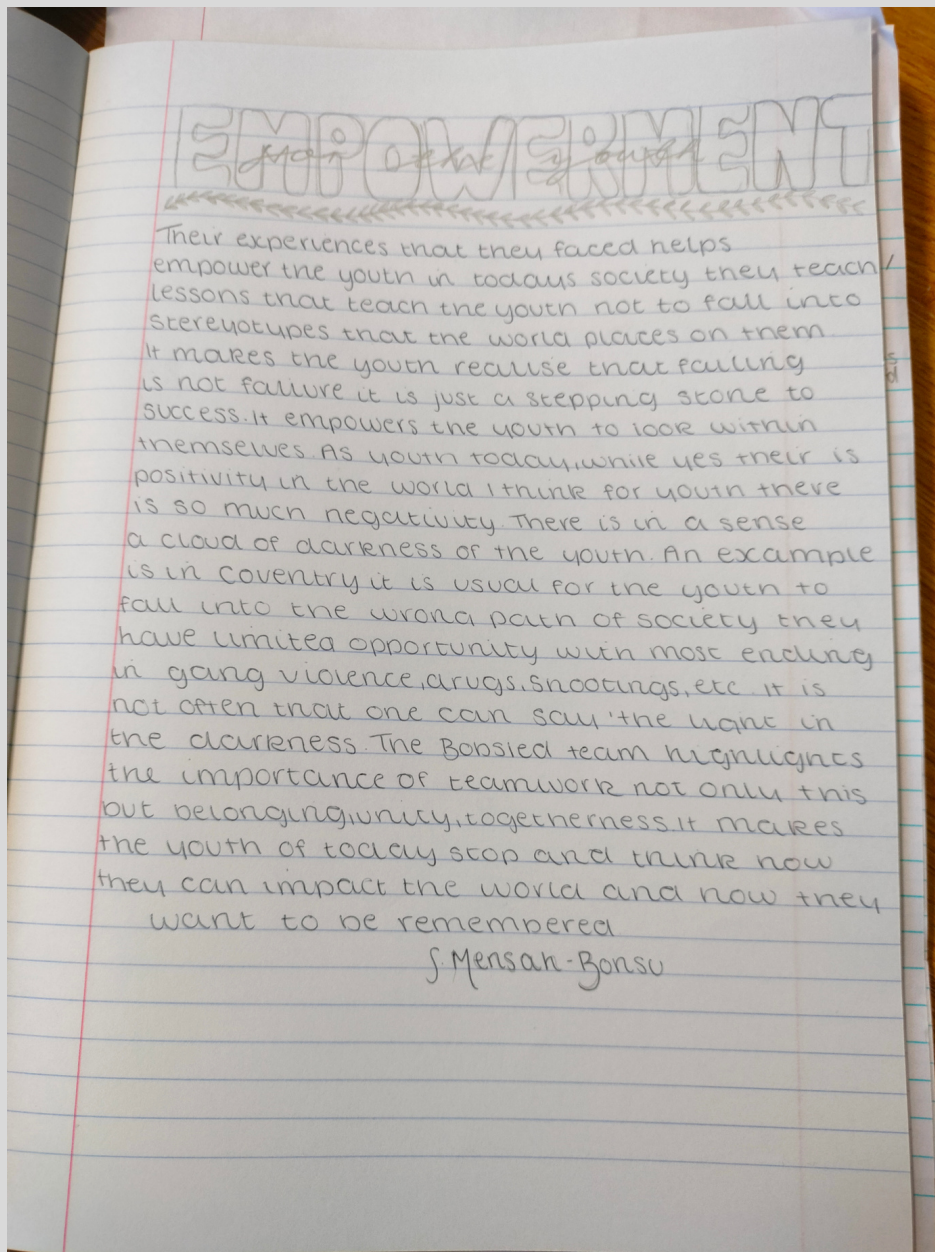 EMPOWERMENT
Their experiences that they faced helps
empower the youth in todays society they teach
lessons that teach the youth not to fall into
stereotypes that the world places on them
It makes the youth realise that failing
is not failure it is just a stepping stone to
success. It empowers the youth to look within
themselves. As youth today, while yes their is
positivity in the world I think for youth there
is so much negativity. There is in a sense
a cloud of darkness of the youth. An example
is in Coventry it is usual for the youth to
fall into the wrong path of society they
have limited opportunity with most ending
in gang violence, drugs, shootings, etc. It is
not often that one can say 'the light in
the darkness. The Bobsled team highlights
the importance of teamwork not only this
but belonging, unity, togetherness. It makes
the youth of today stop and think how
they can impact the world and how they
want to be remembered
S. Mensah-Bonsu